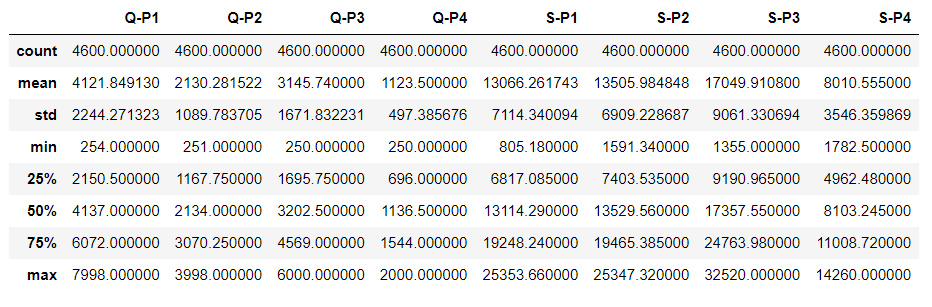 Q-P1 Q-P2 Q-P3 Q-P4 S-P1 S-P2 S-P3 S-P4
count 4600.000000 4600.000000 4600.000000 4600.000000 4600.000000 4600.000000 4600.000000 4600.000000
mean 4121.849130 2130.281522 3145.740000 1123.500000 13066.261743 13505.984848 17049.910800 8010.555000
std 2244.271323 1089.783705 1671.832231 497.385676 7114.340094 6909.228687 9061.330694 3546.359869
min 254.000000 251.000000 250.000000 250.000000 805.180000 1591.340000 1355.000000 1782.500000
25% 2150.500000 1167.750000 1695.750000 696.000000 6817.085000 7403.535000 9190.965000 4962.480000
50% 4137.000000 2134.000000 3202.500000 1136.500000 13114.290000 13529.560000 17357.550000 8103.245000
75% 6072.000000 3070.250000 4569.000000 1544.000000 19248.240000 19465.385000 24763.980000 11008.720000
max 7998.000000 3998.000000 6000.000000 2000.000000 25353.660000 25347.320000 32520.000000 14260.000000